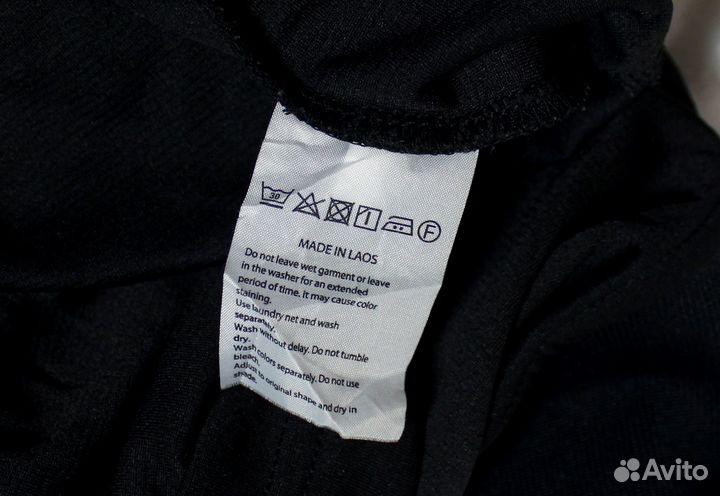 30 F
MADE IN LAOS
Do not leave wet garment or leave
in the washer for an extended
period of time. It may cause color
staining.
Use laundry net and wash
separately.
Wash without delay. Do not tumble
dry.
Wash colors separately. Do not use
bleach.
Adjust to original shape and dry in
shade.
Avito